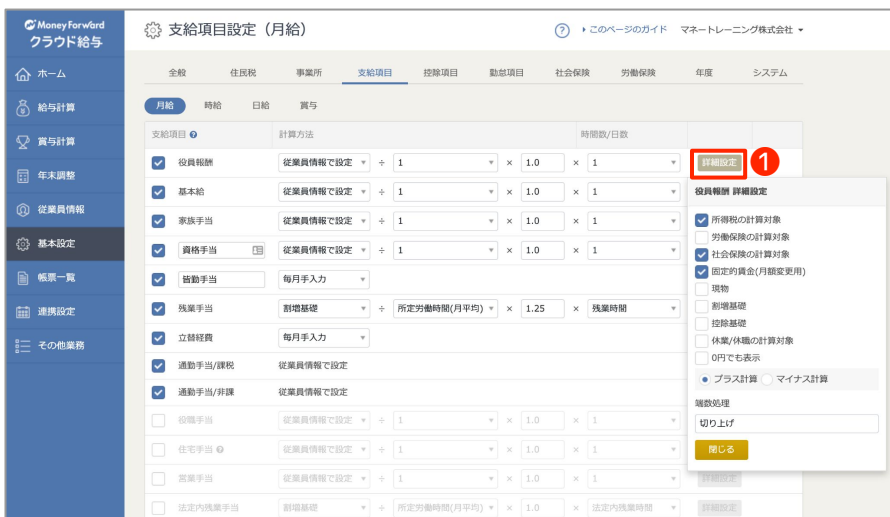 Money Forward
クラウド給与
支給項目設定（月給）
? このページのガイド マネートレーニング株式会社
ホーム
給与計算
賞与計算
年末調整
従業員情報
基本設定
帳票一覧
連携設定
その他業務
全般 住民税 事業所 支給項目 控除項目 勤怠項目 社会保険 労働保険 年度 システム
月給 時給 日給 賞与
支給項目 ? 計算方法 時間数/日数
役員報酬 従業員情報で設定 ÷ 1 × 1.0 × 1 詳細設定 1
基本給 従業員情報で設定 ÷ 1 × 1.0 × 1
家族手当 従業員情報で設定 ÷ 1 × 1.0 × 1
資格手当 従業員情報で設定 ÷ 1 × 1.0 × 1
皆勤手当 毎月手入力
残業手当 割増基礎 ÷ 所定労働時間(月平均) × 1.25 × 残業時間
立替経費 毎月手入力
通勤手当/課税 従業員情報で設定
通勤手当/非課 従業員情報で設定
役職手当 従業員情報で設定 ÷ 1 × 1.0 × 1
住宅手当 ? 従業員情報で設定 ÷ 1 × 1.0 × 1
営業手当 従業員情報で設定 ÷ 1 × 1.0 × 1 詳細設定
法定内残業手当 割増基礎 ÷ 所定労働時間(月平均) × 1.0 × 法定内残業時間 詳細設定
役員報酬 詳細設定
所得税の計算対象
労働保険の計算対象
社会保険の計算対象
固定的賃金(月額変更用)
現物
割増基礎
控除基礎
休業/休職の計算対象
0円でも表示
プラス計算 マイナス計算
端数処理
切り上げ
閉じる